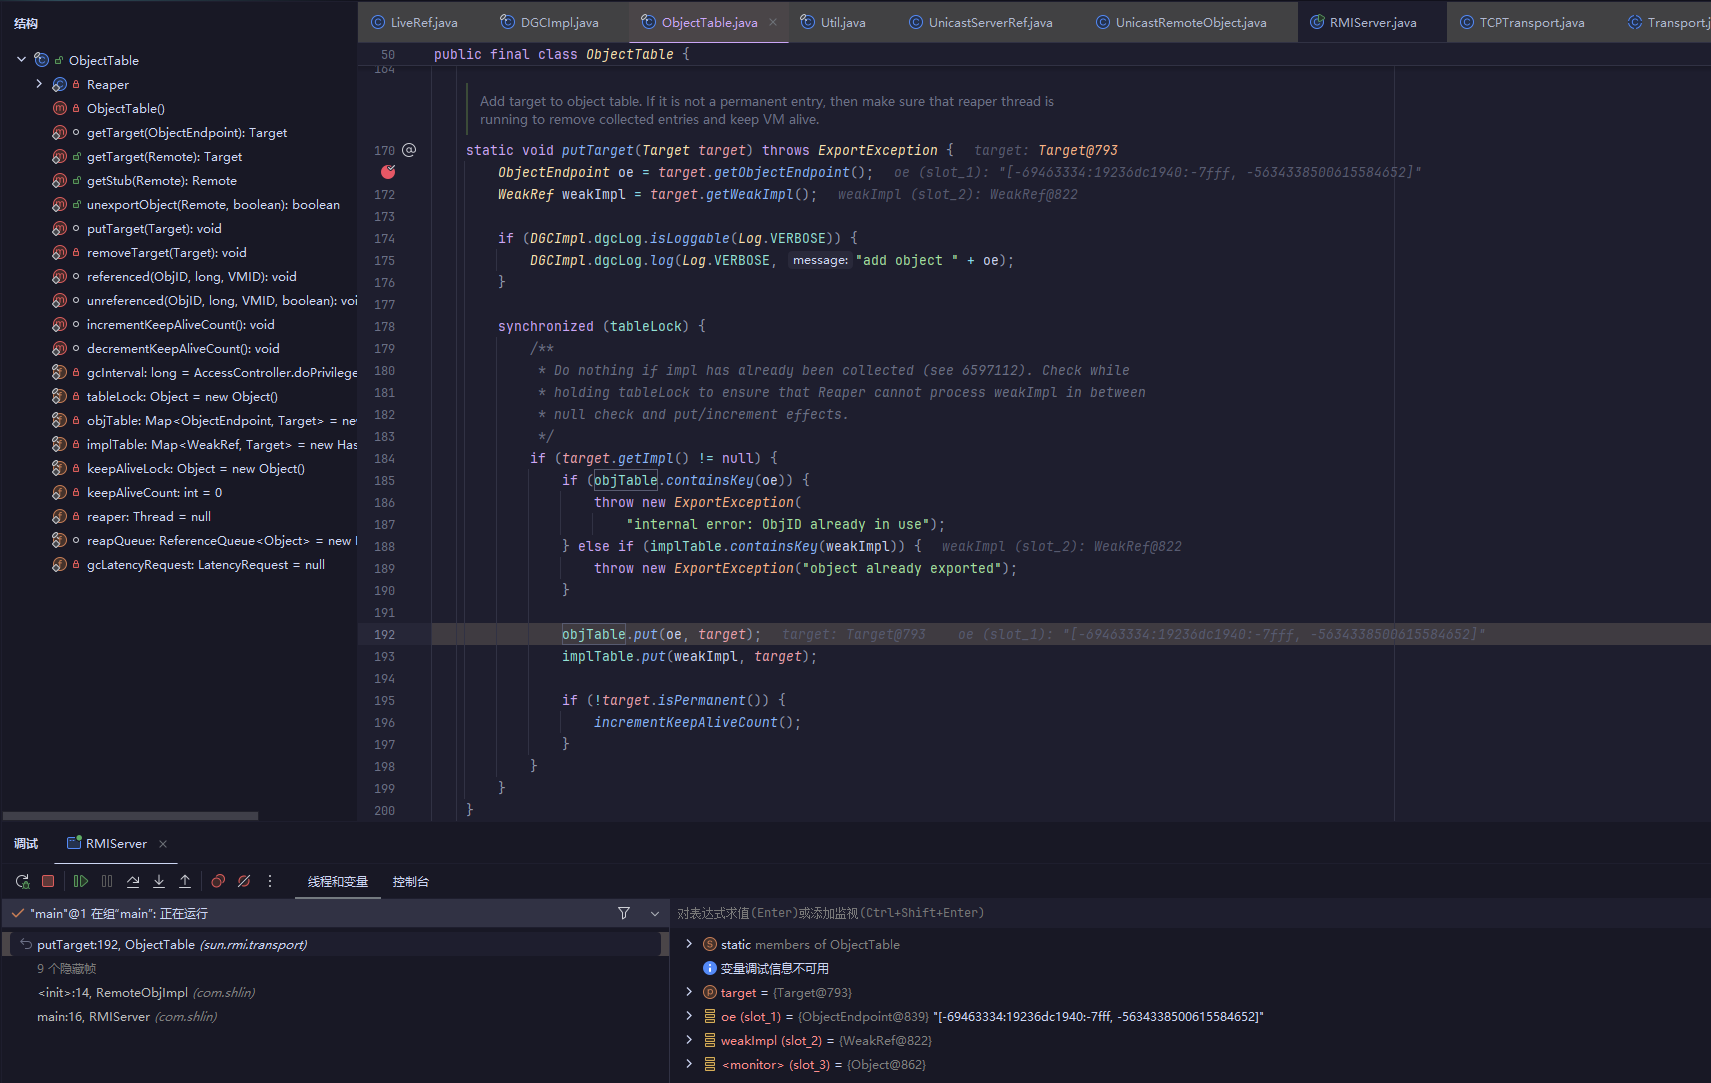 结构
ObjectTable
Reaper
ObjectTable()
getTarget(ObjectEndpoint): Target
getTarget(Remote): Target
getStub(Remote): Remote
unexportObject(Remote, boolean): boolean
putTarget(Target): void
removeTarget(Target): void
referenced(ObjID, long, VMID): void
unreferenced(ObjID, long, VMID, boolean): voi
incrementKeepAliveCount(): void
decrementKeepAliveCount(): void
gcInterval: long = AccessController.doPrivilege
tableLock: Object = new Object()
objTable: Map<ObjectEndpoint, Target> = ne
implTable: Map<WeakRef, Target> = new Has
keepAliveLock: Object = new Object()
keepAliveCount: int = 0
reaper: Thread = null
reapQueue: ReferenceQueue<Object> = new
gcLatencyRequest: LatencyRequest = null
LiveRef.java DGCImpl.java ObjectTable.java Util.java UnicastServerRef.java UnicastRemoteObject.java RMIServer.java TCPTransport.java Transport.j
50 public final class ObjectTable {
164
Add target to object table. If it is not a permanent entry, then make sure that reaper thread is
running to remove collected entries and keep VM alive.
170 @ static void putTarget(Target target) throws ExportException { target: Target@793
ObjectEndpoint oe = target.getObjectEndpoint(); oe (slot_1): "[-69463334:19236dc1940:-7fff, -5634338500615584652]"
172 WeakRef weakImpl = target.getWeakImpl(); weakImpl (slot_2): WeakRef@822
173
174 if (DGCImpl.dgcLog.isLoggable(Log.VERBOSE)) {
175 DGCImpl.dgcLog.log(Log.VERBOSE, message: "add object " + oe);
176 }
177
178 synchronized (tableLock) {
179 /**
180 * Do nothing if impl has already been collected (see 6597112). Check while
181 * holding tableLock to ensure that Reaper cannot process weakImpl in between
182 * null check and put/increment effects.
183 */
184 if (target.getImpl() != null) {
185 if (objTable.containsKey(oe)) {
186 throw new ExportException(
187 "internal error: ObjID already in use");
188 } else if (implTable.containsKey(weakImpl)) { weakImpl (slot_2): WeakRef@822
189 throw new ExportException("object already exported");
190 }
191
192 objTable.put(oe, target); target: Target@793 oe (slot_1): "[-69463334:19236dc1940:-7fff, -5634338500615584652]"
193 implTable.put(weakImpl, target);
194
195 if (!target.isPermanent()) {
196 incrementKeepAliveCount();
197 }
198 }
199 }
200 }
调试 RMIServer
线程和变量 控制台
"main"@1 在组"main": 正在运行
putTarget:192, ObjectTable (sun.rmi.transport)
9 个隐藏帧
<init>:14, RemoteObjImpl (com.shlin)
main:16, RMIServer (com.shlin)
对表达式求值(Enter)或添加监视(Ctrl+Shift+Enter)
static members of ObjectTable
变量调试信息不可用
target = {Target@793}
oe (slot_1) = {ObjectEndpoint@839} "[-69463334:19236dc1940:-7fff, -5634338500615584652]"
weakImpl (slot_2) = {WeakRef@822}
<monitor> (slot_3) = {Object@862}